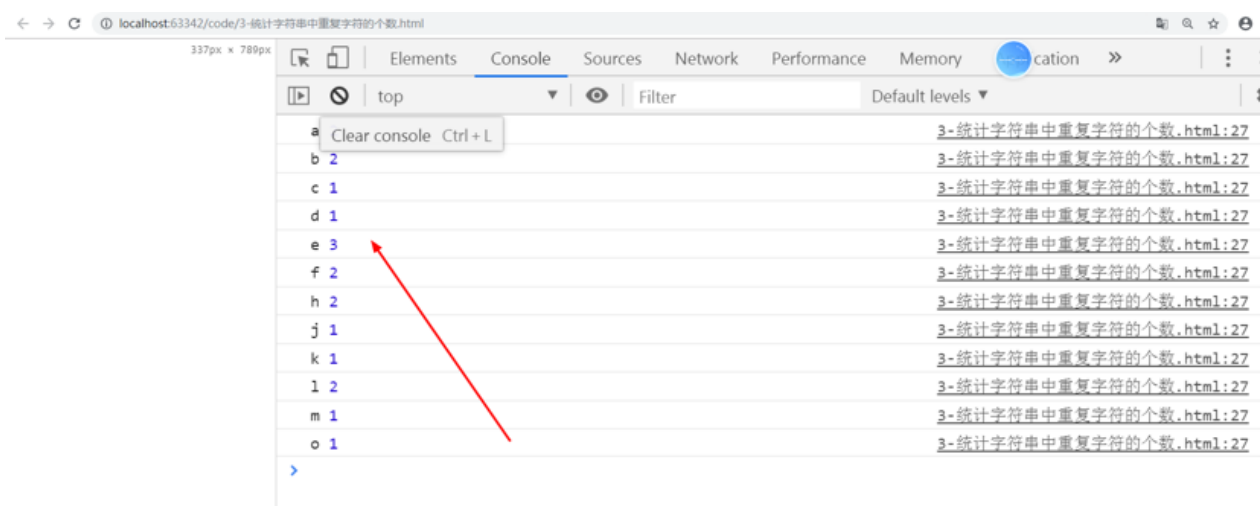 localhost:63342/code/3-统计字符串中重复字符的个数.html
337px × 789px
Elements Console Sources Network Performance Memory cation »
top Filter Default levels
a 3-统计字符串中重复字符的个数.html:27
Clear console Ctrl + L
b 2 3-统计字符串中重复字符的个数.html:27
c 1 3-统计字符串中重复字符的个数.html:27
d 1 3-统计字符串中重复字符的个数.html:27
e 3 3-统计字符串中重复字符的个数.html:27
f 2 3-统计字符串中重复字符的个数.html:27
h 2 3-统计字符串中重复字符的个数.html:27
j 1 3-统计字符串中重复字符的个数.html:27
k 1 3-统计字符串中重复字符的个数.html:27
l 2 3-统计字符串中重复字符的个数.html:27
m 1 3-统计字符串中重复字符的个数.html:27
o 1 3-统计字符串中重复字符的个数.html:27